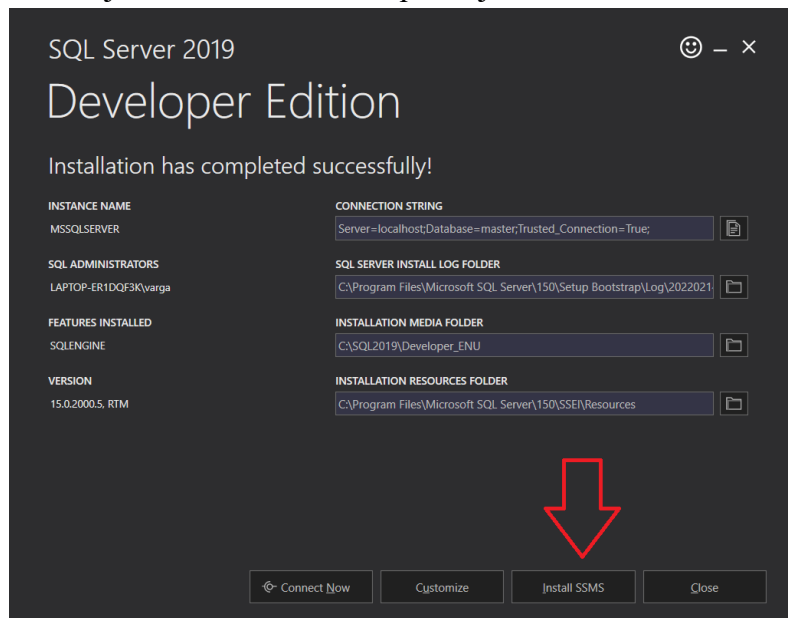 SQL Server 2019
Developer Edition
Installation has completed successfully!
INSTANCE NAME
MSSQLSERVER
CONNECTION STRING
Server=localhost;Database=master;Trusted_Connection=True;
SQL ADMINISTRATORS
LAPTOP-ER1DQF3K\varga
SQL SERVER INSTALL LOG FOLDER
C:\Program Files\Microsoft SQL Server\150\Setup Bootstrap\Log\2022021
FEATURES INSTALLED
SQLENGINE
INSTALLATION MEDIA FOLDER
C:\SQL2019\Developer_ENU
VERSION
15.0.2000.5, RTM
INSTALLATION RESOURCES FOLDER
C:\Program Files\Microsoft SQL Server\150\SSEI\Resources
Connect Now
Customize
Install SSMS
Close